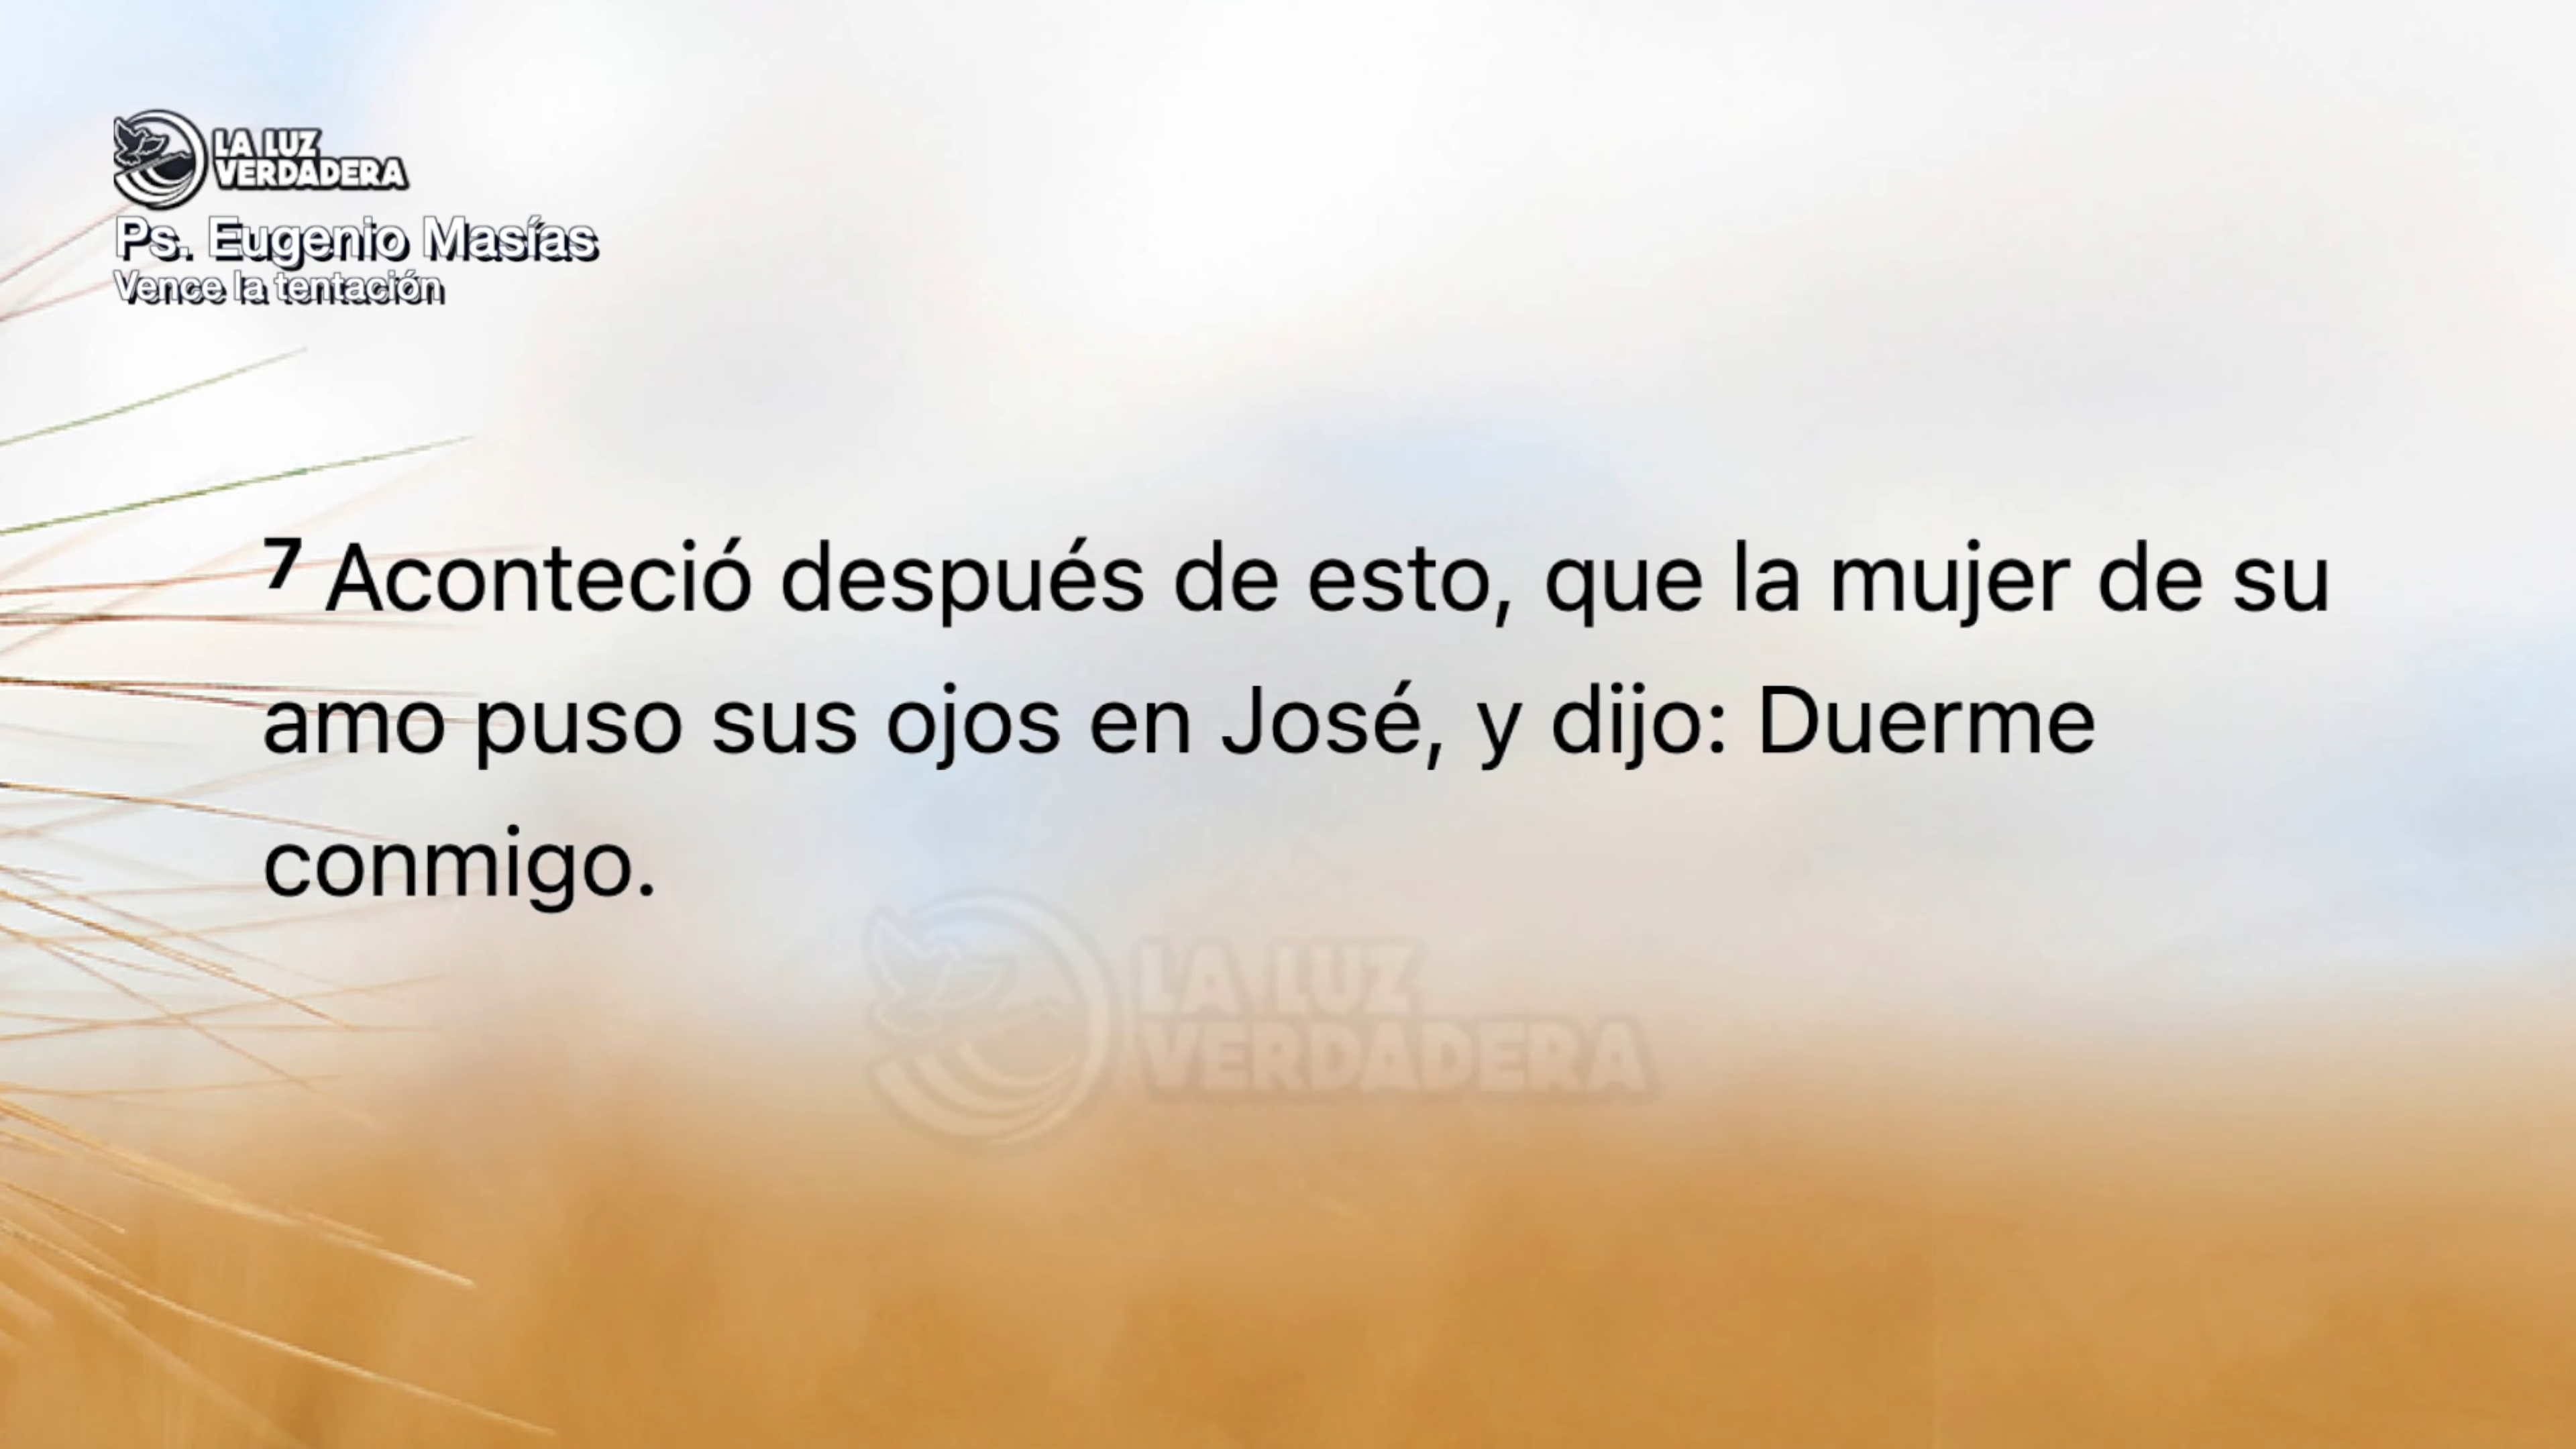 LA LUZ
VERDADERA
Ps. Eugenio Masías
Vence la tentación
7 Aconteció después de esto, que la mujer de su
amo puso sus ojos en José, y dijo: Duerme
conmigo.
LA LUZ
VERDADERA